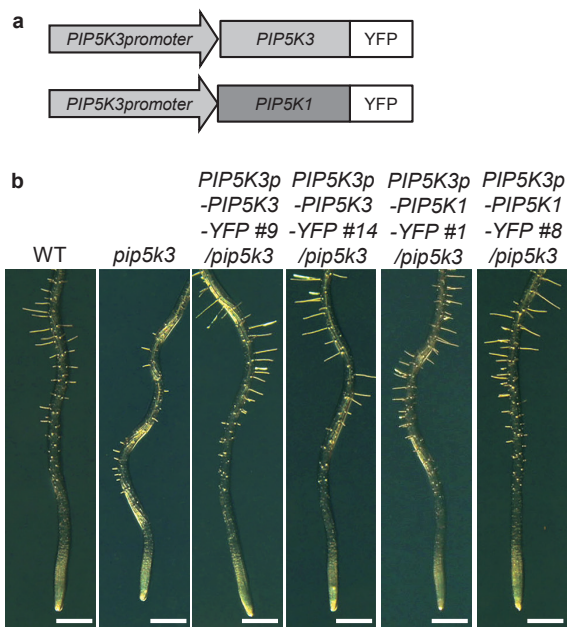 a
PIP5K3promoter PIP5K3 YFP
PIP5K3promoter PIP5K1 YFP
b
WT
pip5k3
PIP5K3p
-PIP5K3
-YFP #9
/pip5k3
PIP5K3p
-PIP5K3
-YFP #14
/pip5k3
PIP5K3p
-PIP5K1
-YFP #1
/pip5k3
PIP5K3p
-PIP5K1
-YFP #8
/pip5k3